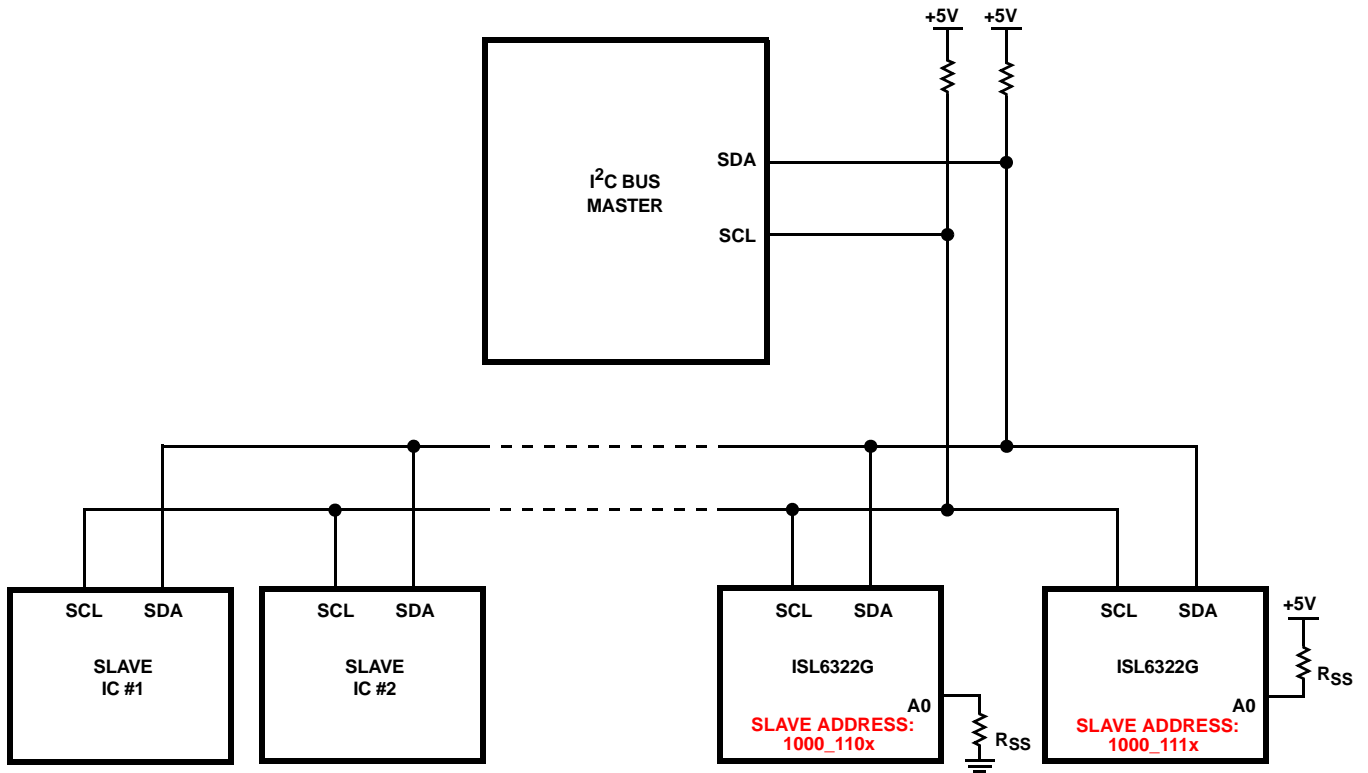 +5V +5V
I²C BUS
MASTER
SDA
SCL
SCL SDA
SLAVE
IC #1
SCL SDA
SLAVE
IC #2
SCL SDA
ISL6322G
A0
SLAVE ADDRESS:
1000_110x
RSS
SCL SDA
ISL6322G
A0
SLAVE ADDRESS:
1000_111x
+5V
RSS